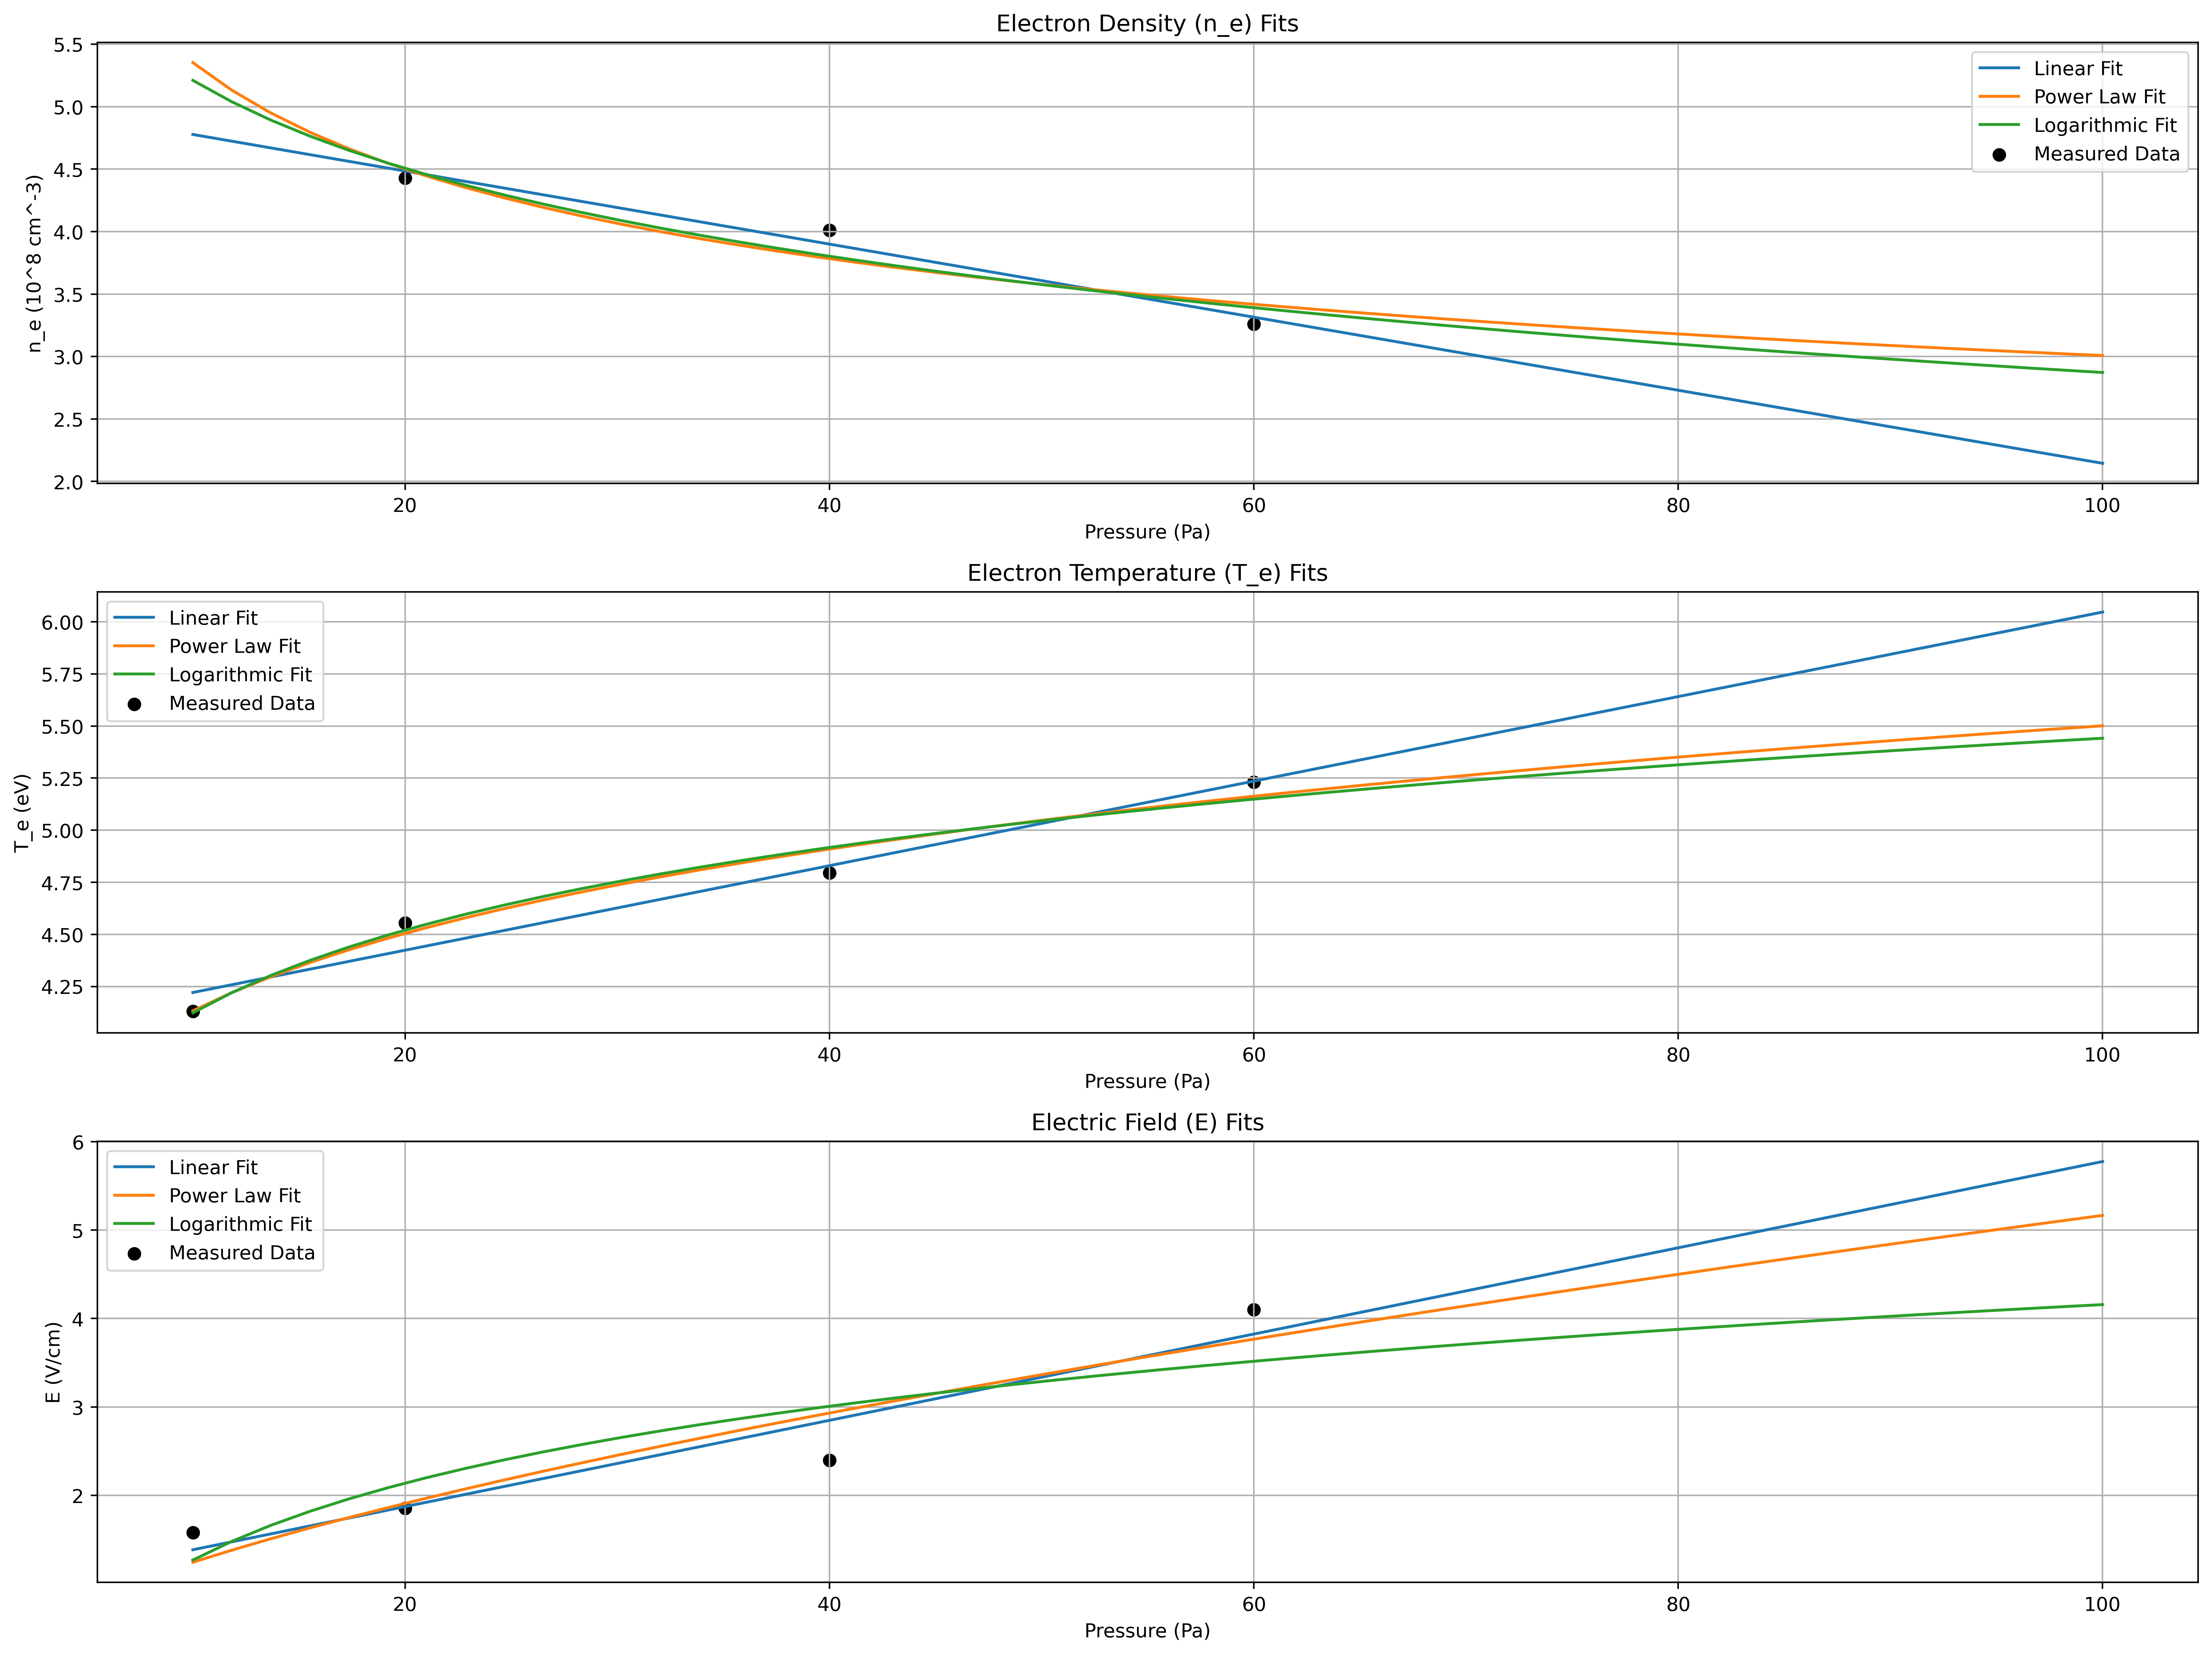 Electron Density (n_e) Fits
n_e (10^8 cm^-3)
5.5
5.0
4.5
4.0
3.5
3.0
2.5
2.0
Linear Fit
Power Law Fit
Logarithmic Fit
Measured Data
20 40 60 80 100
Pressure (Pa)
Electron Temperature (T_e) Fits
T_e (eV)
6.00
5.75
5.50
5.25
5.00
4.75
4.50
4.25
Linear Fit
Power Law Fit
Logarithmic Fit
Measured Data
20 40 60 80 100
Pressure (Pa)
Electric Field (E) Fits
E (V/cm)
6
5
4
3
2
Linear Fit
Power Law Fit
Logarithmic Fit
Measured Data
20 40 60 80 100
Pressure (Pa)